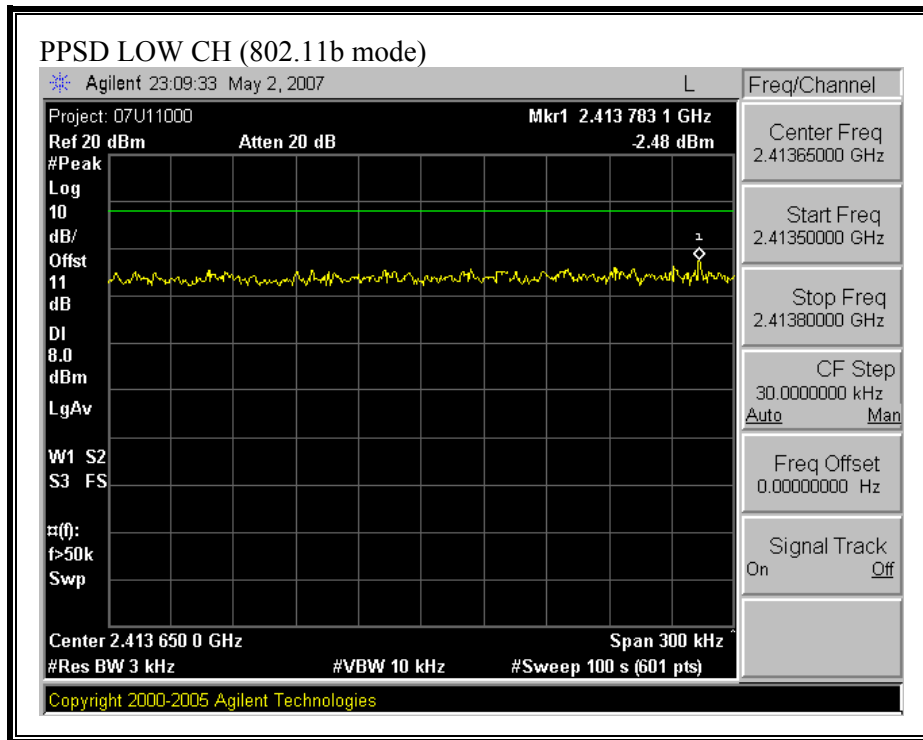 PPSD LOW CH (802.11b mode)
Agilent 23:09:33 May 2, 2007 L
Project: 07U11000 Mkr1 2.413 783 1 GHz
Ref 20 dBm Atten 20 dB -2.48 dBm
#Peak
Log
10
dB/
Offst
11
dB
DI
8.0
dBm
LgAv
W1 S2
S3 FS
¤(f):
f>50k
Swp
1
Center 2.413 650 0 GHz Span 300 kHz ^
#Res BW 3 kHz #VBW 10 kHz #Sweep 100 s (601 pts)
Copyright 2000-2005 Agilent Technologies
Freq/Channel
Center Freq
2.41365000 GHz
Start Freq
2.41350000 GHz
Stop Freq
2.41380000 GHz
CF Step
30.0000000 kHz
Auto Man
Freq Offset
0.00000000 Hz
Signal Track
On Off